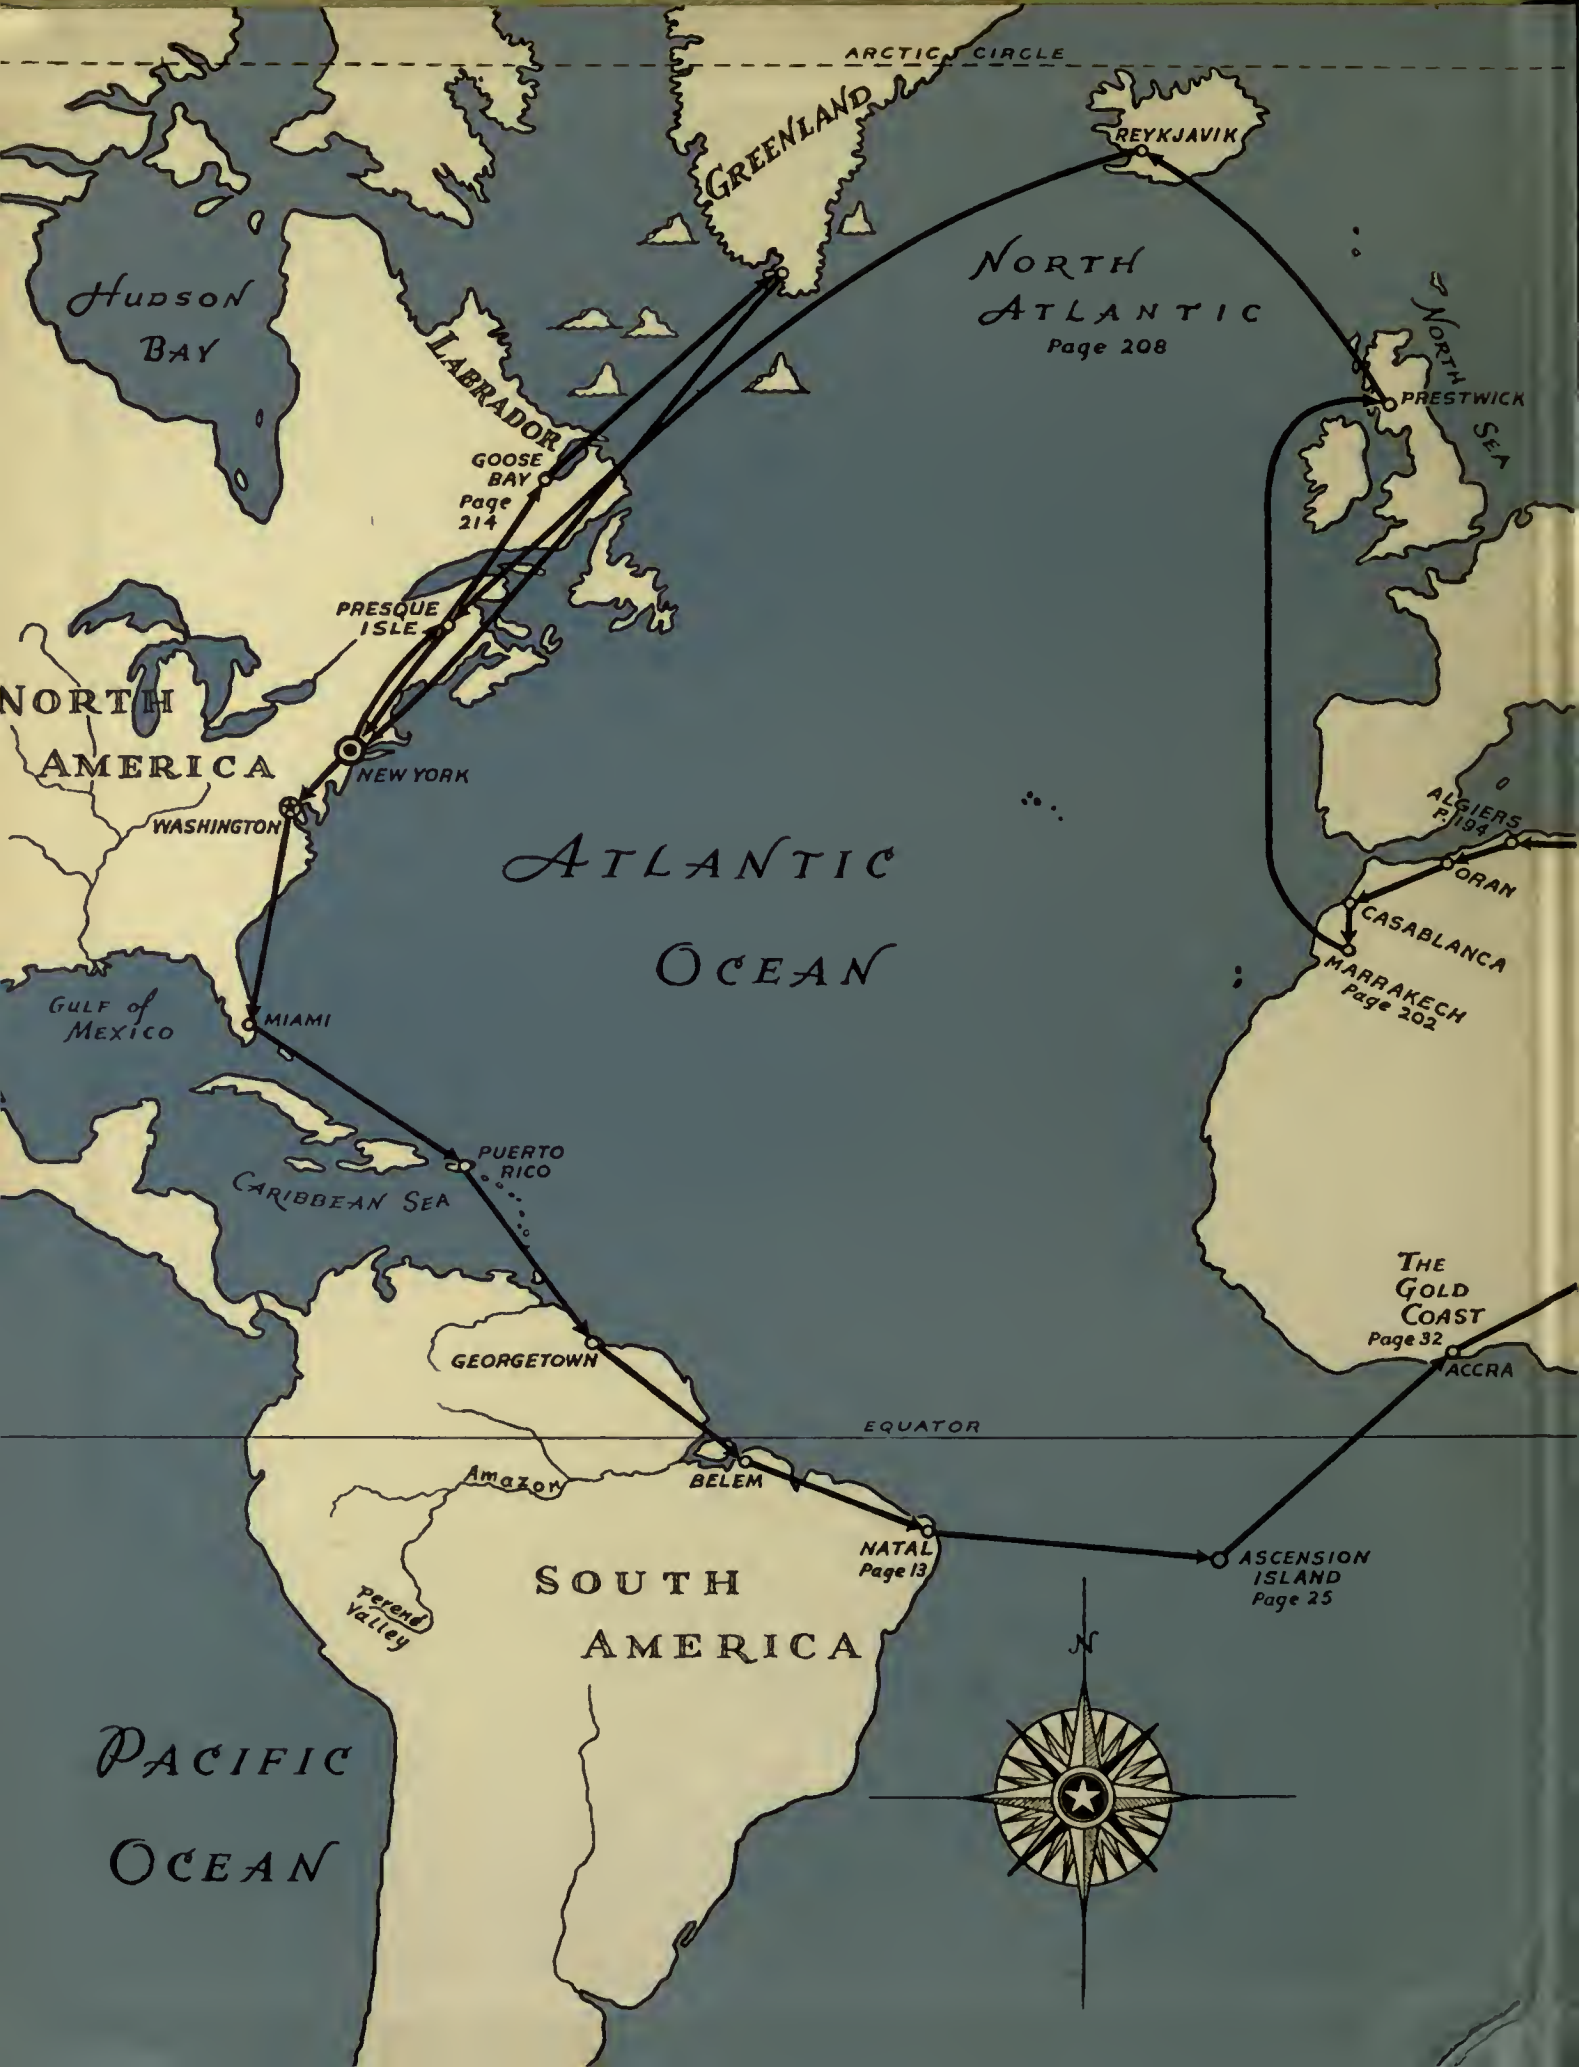 ARCTIC CIRCLE
GREENLAND
REYKJAVIK
HUDSON
BAY
NORTH
ATLANTIC
Page 208
NORTH
SEA
LABRADOR
PRESTWICK
GOOSE
BAY
Page
214
PRESQUE
ISLE
NORTH
AMERICA
NEW YORK
WASHINGTON
ALGIERS
P. 194
ORAN
CASABLANCA
MARRAKECH
Page 202
ATLANTIC
OCEAN
GULF of
MEXICO
MIAMI
PUERTO
RICO
CARIBBEAN SEA
THE
GOLD
COAST
Page 32
ACCRA
GEORGETOWN
EQUATOR
Amazon
BELEM
NATAL
Page 13
ASCENSION
ISLAND
Page 25
SOUTH
AMERICA
Perené
Valley
N
PACIFIC
OCEAN